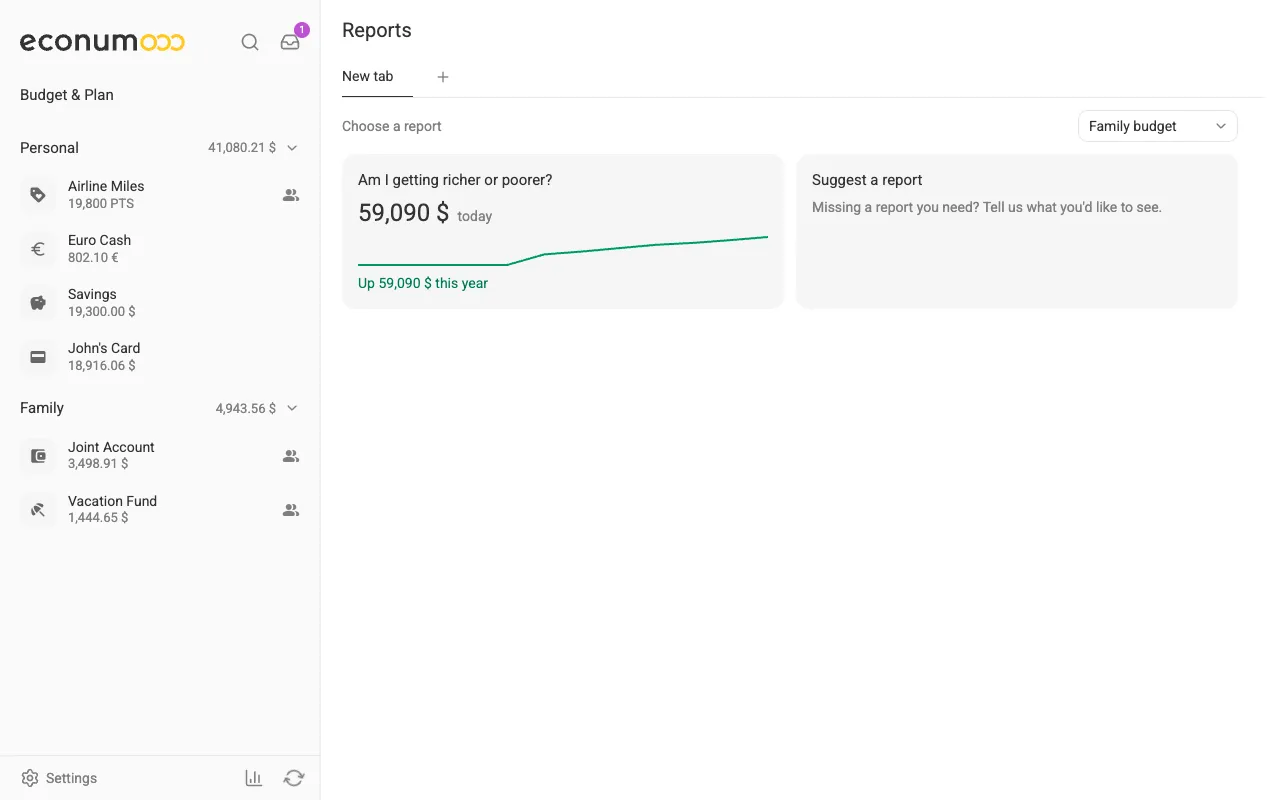 econumo
1
Budget & Plan
Personal
41,080.21 $
Airline Miles
19,800 PTS
Euro Cash
802.10 €
Savings
19,300.00 $
John's Card
18,916.06 $
Family
4,943.56 $
Joint Account
3,498.91 $
Vacation Fund
1,444.65 $
Settings
Reports
New tab
Choose a report
Family budget
Am I getting richer or poorer?
59,090 $ today
Up 59,090 $ this year
Suggest a report
Missing a report you need? Tell us what you'd like to see.